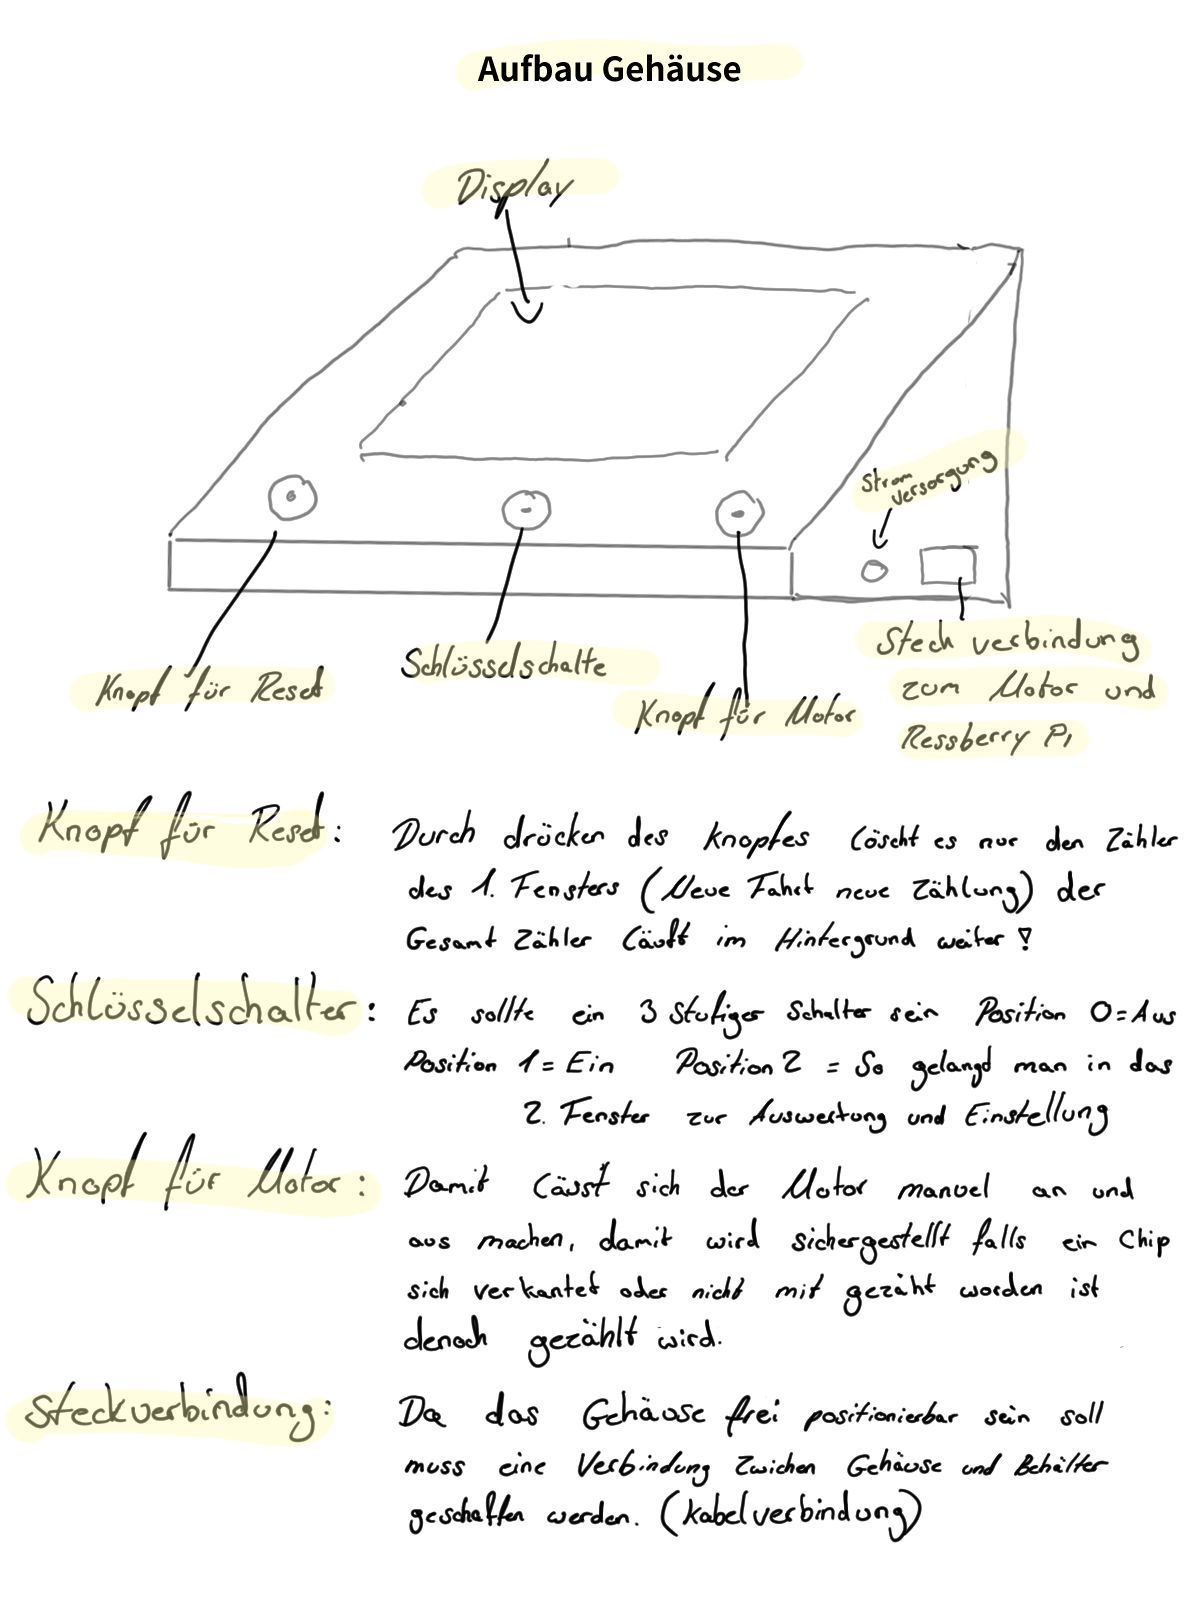 Aufbau Gehäuse
Display
Strom
versorgung
Knopf für Reset
Schlüsselschalte
Knopf für Motor
Steck verbindung
zum Motor und
Ressberry Pi
Knopf für Reset: Durch drücken des Knopfes löscht es nur den Zähler
des 1. Fensters (Neue Fahrt neue Zählung) der
Gesamt Zähler läuft im Hintergrund weiter!
Schlüsselschalter: Es sollte ein 3 Stufiger Schalter sein Position 0=Aus
Position 1=Ein Position 2 = So gelangd man in das
2. Fenster zur Auswertung und Einstellung
Knopf für Motor: Damit läust sich der Motor manuel an und
aus machen, damit wird sichergestellt falls ein Chip
sich verkantet oder nicht mit gezäht worden ist
denoch gezählt wird.
Steckverbindung: Da das Gehäuse frei positionierbar sein soll
muss eine Verbindung zwichen Gehäuse und Behälter
geschaffen werden. (Kabelverbindung)